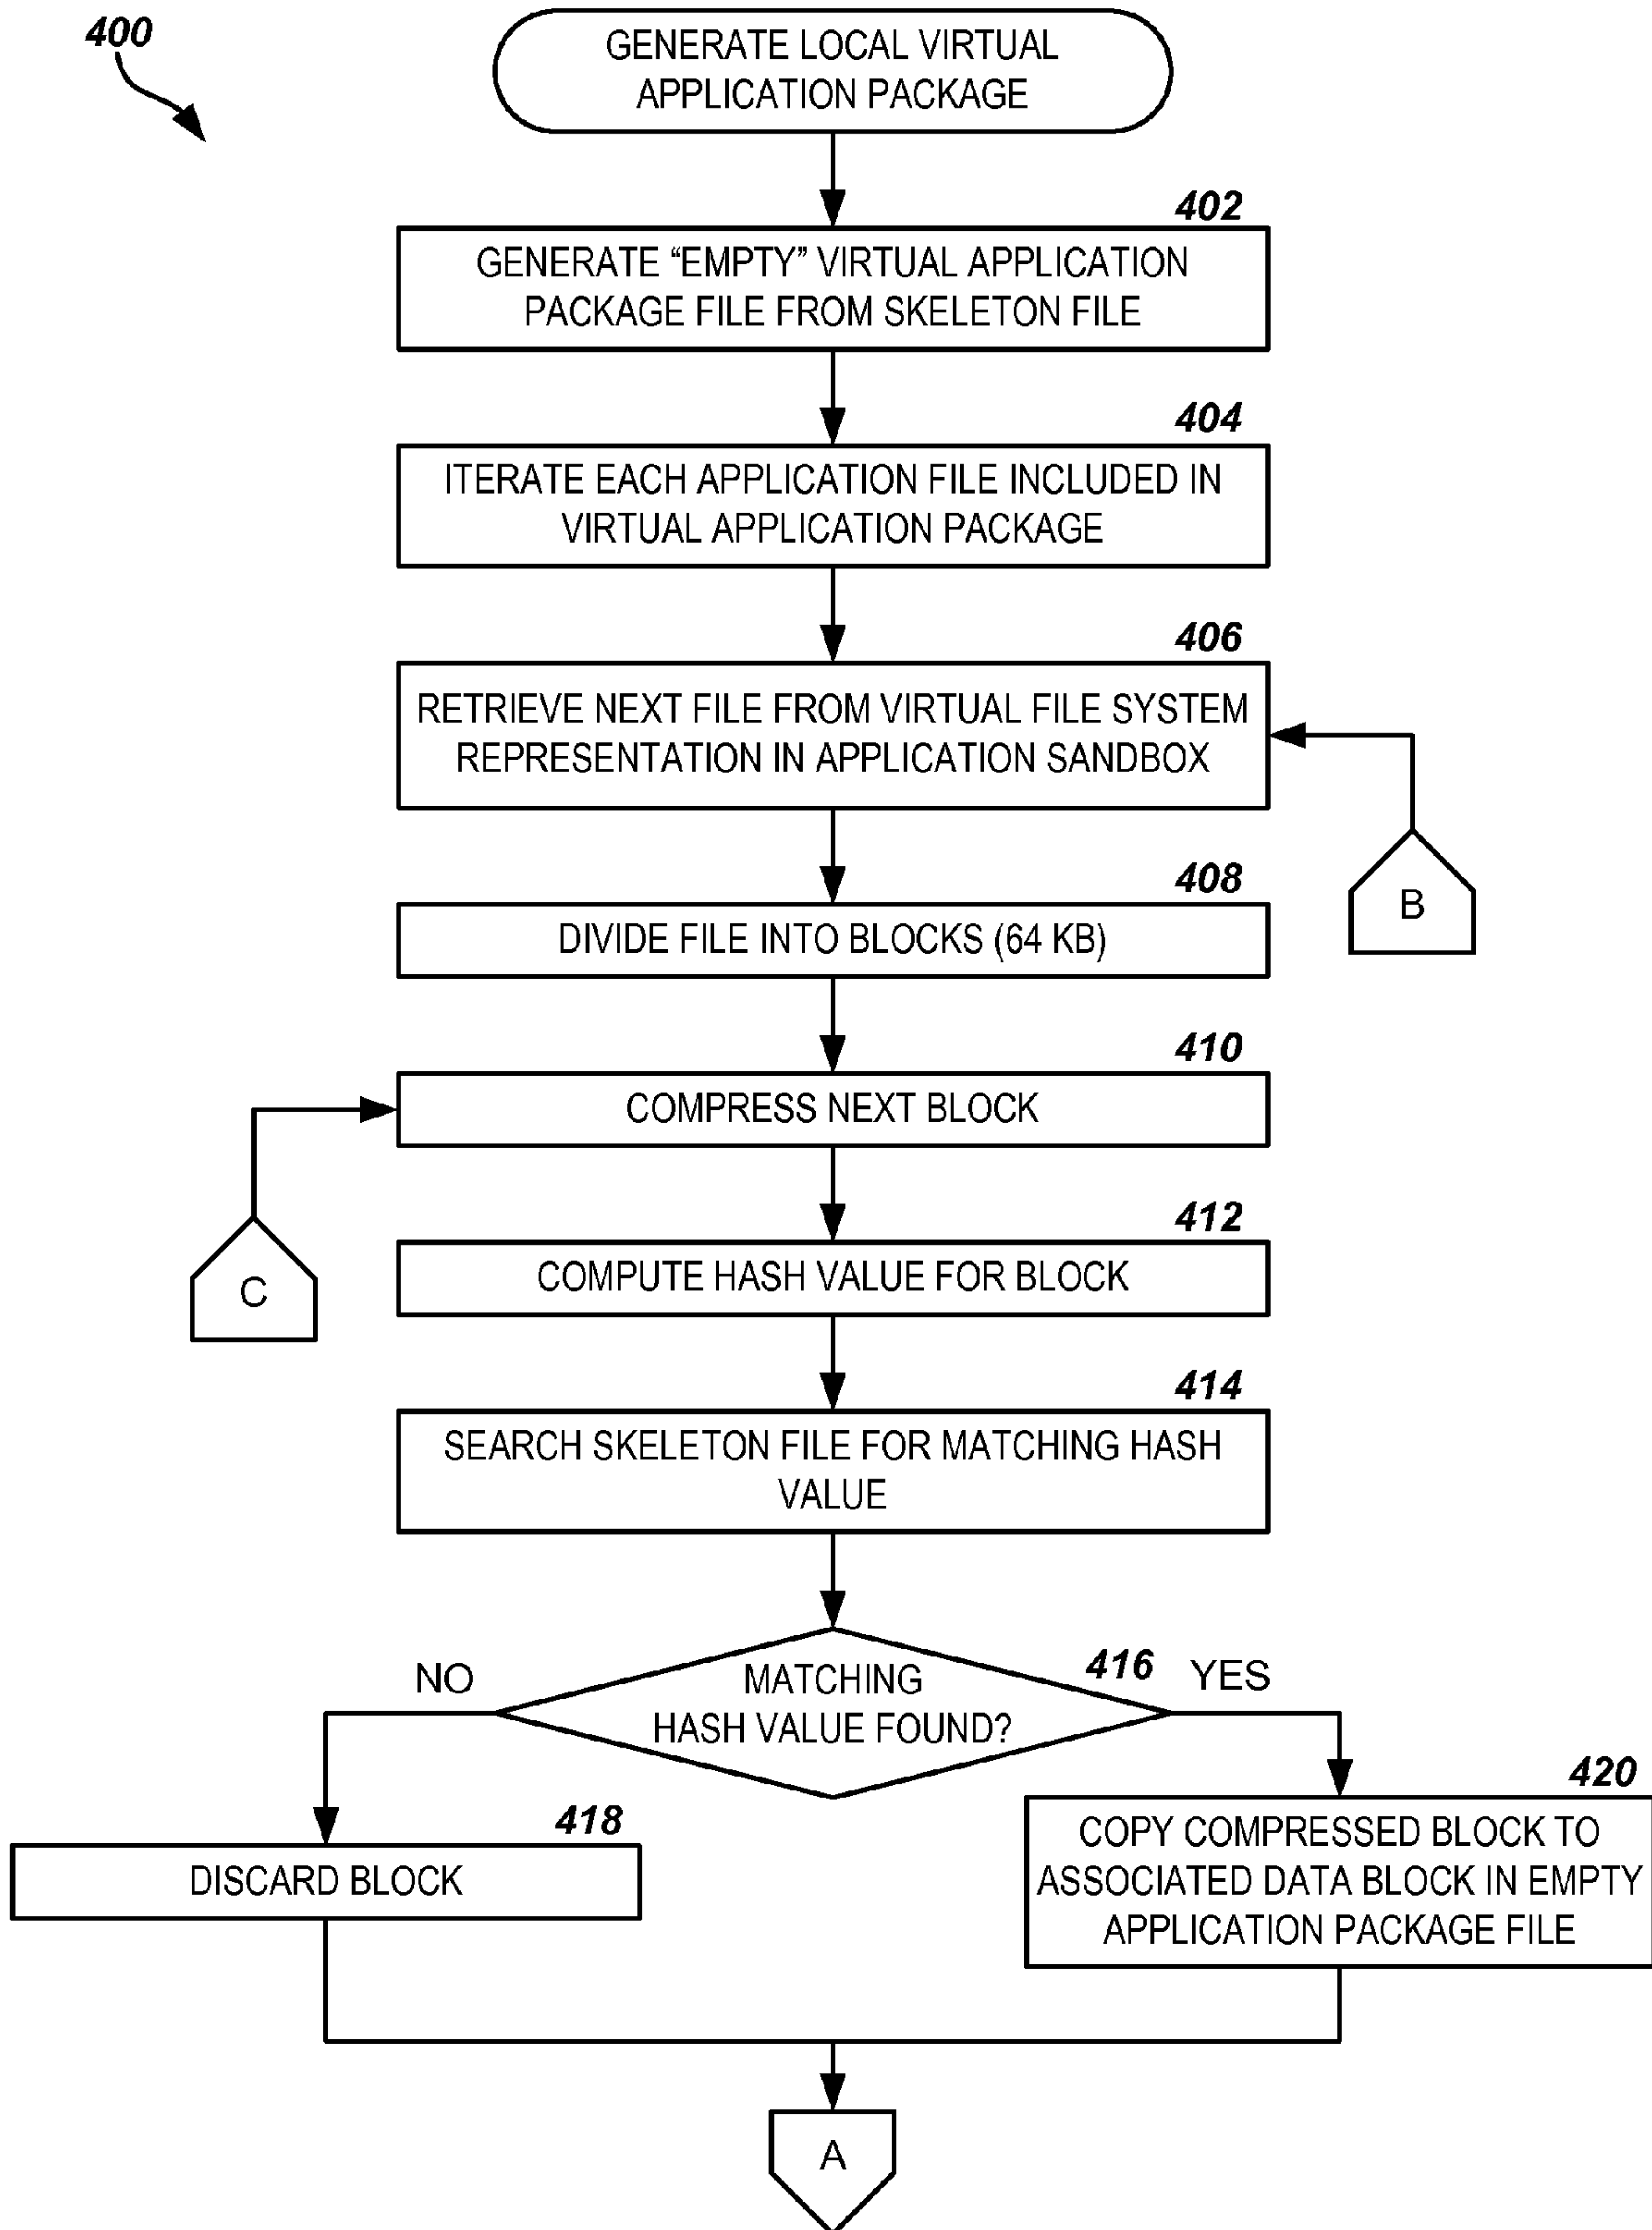 400
GENERATE LOCAL VIRTUAL
APPLICATION PACKAGE
402
GENERATE “EMPTY” VIRTUAL APPLICATION
PACKAGE FILE FROM SKELETON FILE
404
ITERATE EACH APPLICATION FILE INCLUDED IN
VIRTUAL APPLICATION PACKAGE
406
RETRIEVE NEXT FILE FROM VIRTUAL FILE SYSTEM
REPRESENTATION IN APPLICATION SANDBOX
B
408
DIVIDE FILE INTO BLOCKS (64 KB)
410
COMPRESS NEXT BLOCK
C
412
COMPUTE HASH VALUE FOR BLOCK
414
SEARCH SKELETON FILE FOR MATCHING HASH
VALUE
416
MATCHING
HASH VALUE FOUND?
NO
YES
418
DISCARD BLOCK
420
COPY COMPRESSED BLOCK TO
ASSOCIATED DATA BLOCK IN EMPTY
APPLICATION PACKAGE FILE
A